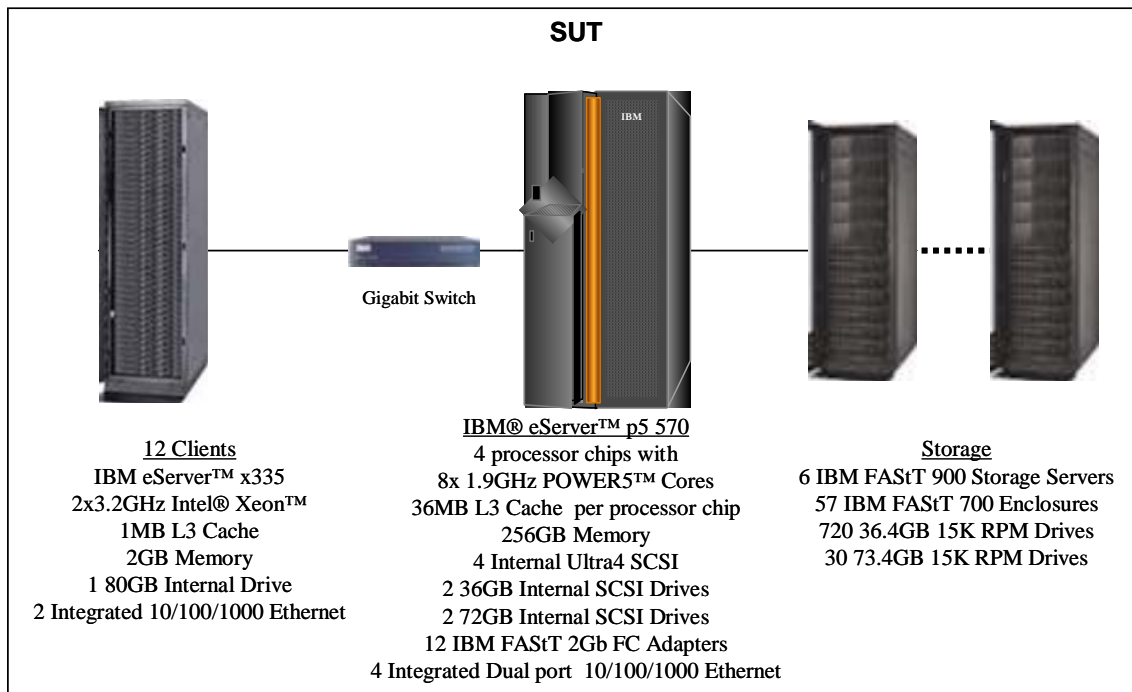 SUT
IBM
Gigabit Switch
12 Clients
IBM eServer™ x335
2x3.2GHz Intel® Xeon™
1MB L3 Cache
2GB Memory
1 80GB Internal Drive
2 Integrated 10/100/1000 Ethernet
IBM® eServer™ p5 570
4 processor chips with
8x 1.9GHz POWER5™ Cores
36MB L3 Cache per processor chip
256GB Memory
4 Internal Ultra4 SCSI
2 36GB Internal SCSI Drives
2 72GB Internal SCSI Drives
12 IBM FAStT 2Gb FC Adapters
4 Integrated Dual port 10/100/1000 Ethernet
Storage
6 IBM FAStT 900 Storage Servers
57 IBM FAStT 700 Enclosures
720 36.4GB 15K RPM Drives
30 73.4GB 15K RPM Drives